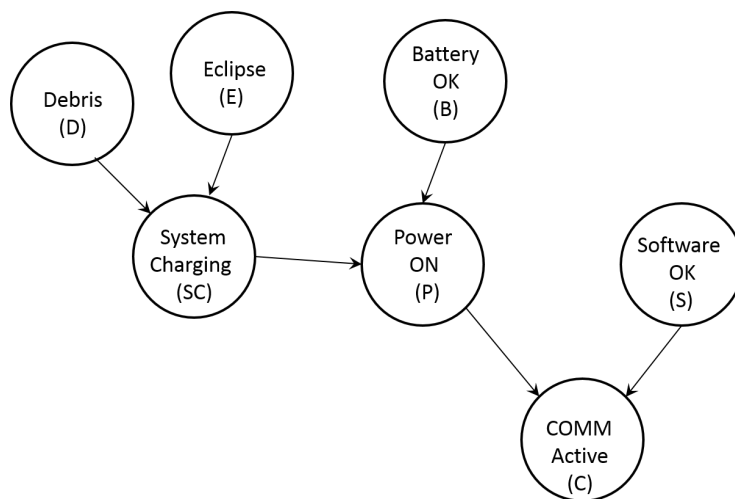 Debris
(D)
Eclipse
(E)
Battery
OK
(B)
System
Charging
(SC)
Power
ON
(P)
Software
OK
(S)
COMM
Active
(C)